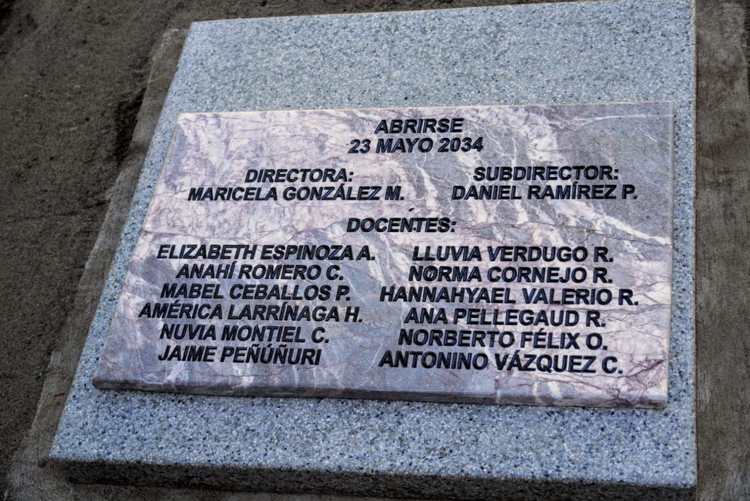 ABRIRSE
23 MAYO 2034
DIRECTORA:
MARICELA GONZÁLEZ M.
SUBDIRECTOR:
DANIEL RAMÍREZ P.
DOCENTES:
ELIZABETH ESPINOZA A.
ANAHÍ ROMERO C.
MABEL CEBALLOS P.
AMÉRICA LARRÍNAGA H.
NUVIA MONTIEL C.
JAIME PEÑÚÑURI
LLUVIA VERDUGO R.
NORMA CORNEJO R.
HANNAHYAEL VALERIO R.
ANA PELLEGAUD R.
NORBERTO FÉLIX O.
ANTONINO VÁZQUEZ C.